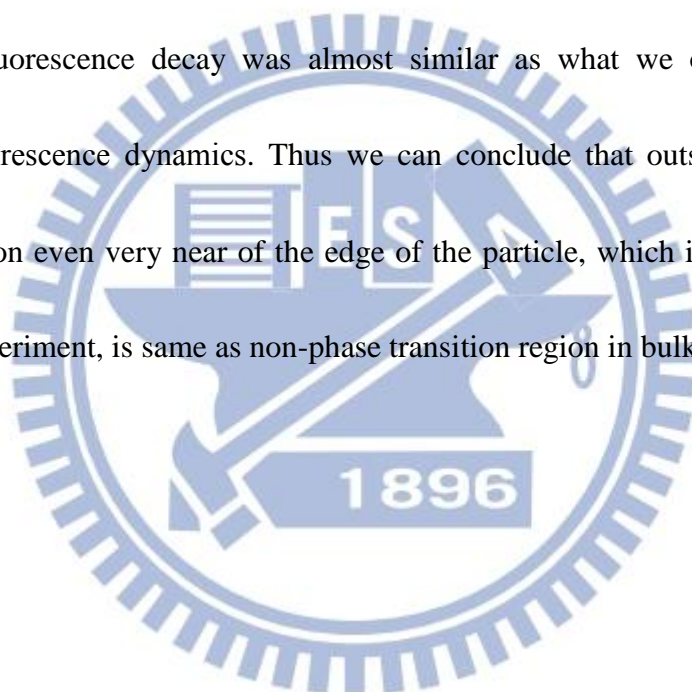 uorescence decay was almost similar as what we
rescence dynamics. Thus we can conclude that outs
on even very near of the edge of the particle, which i
eriment, is same as non-phase transition region in bulk
E S A
1896